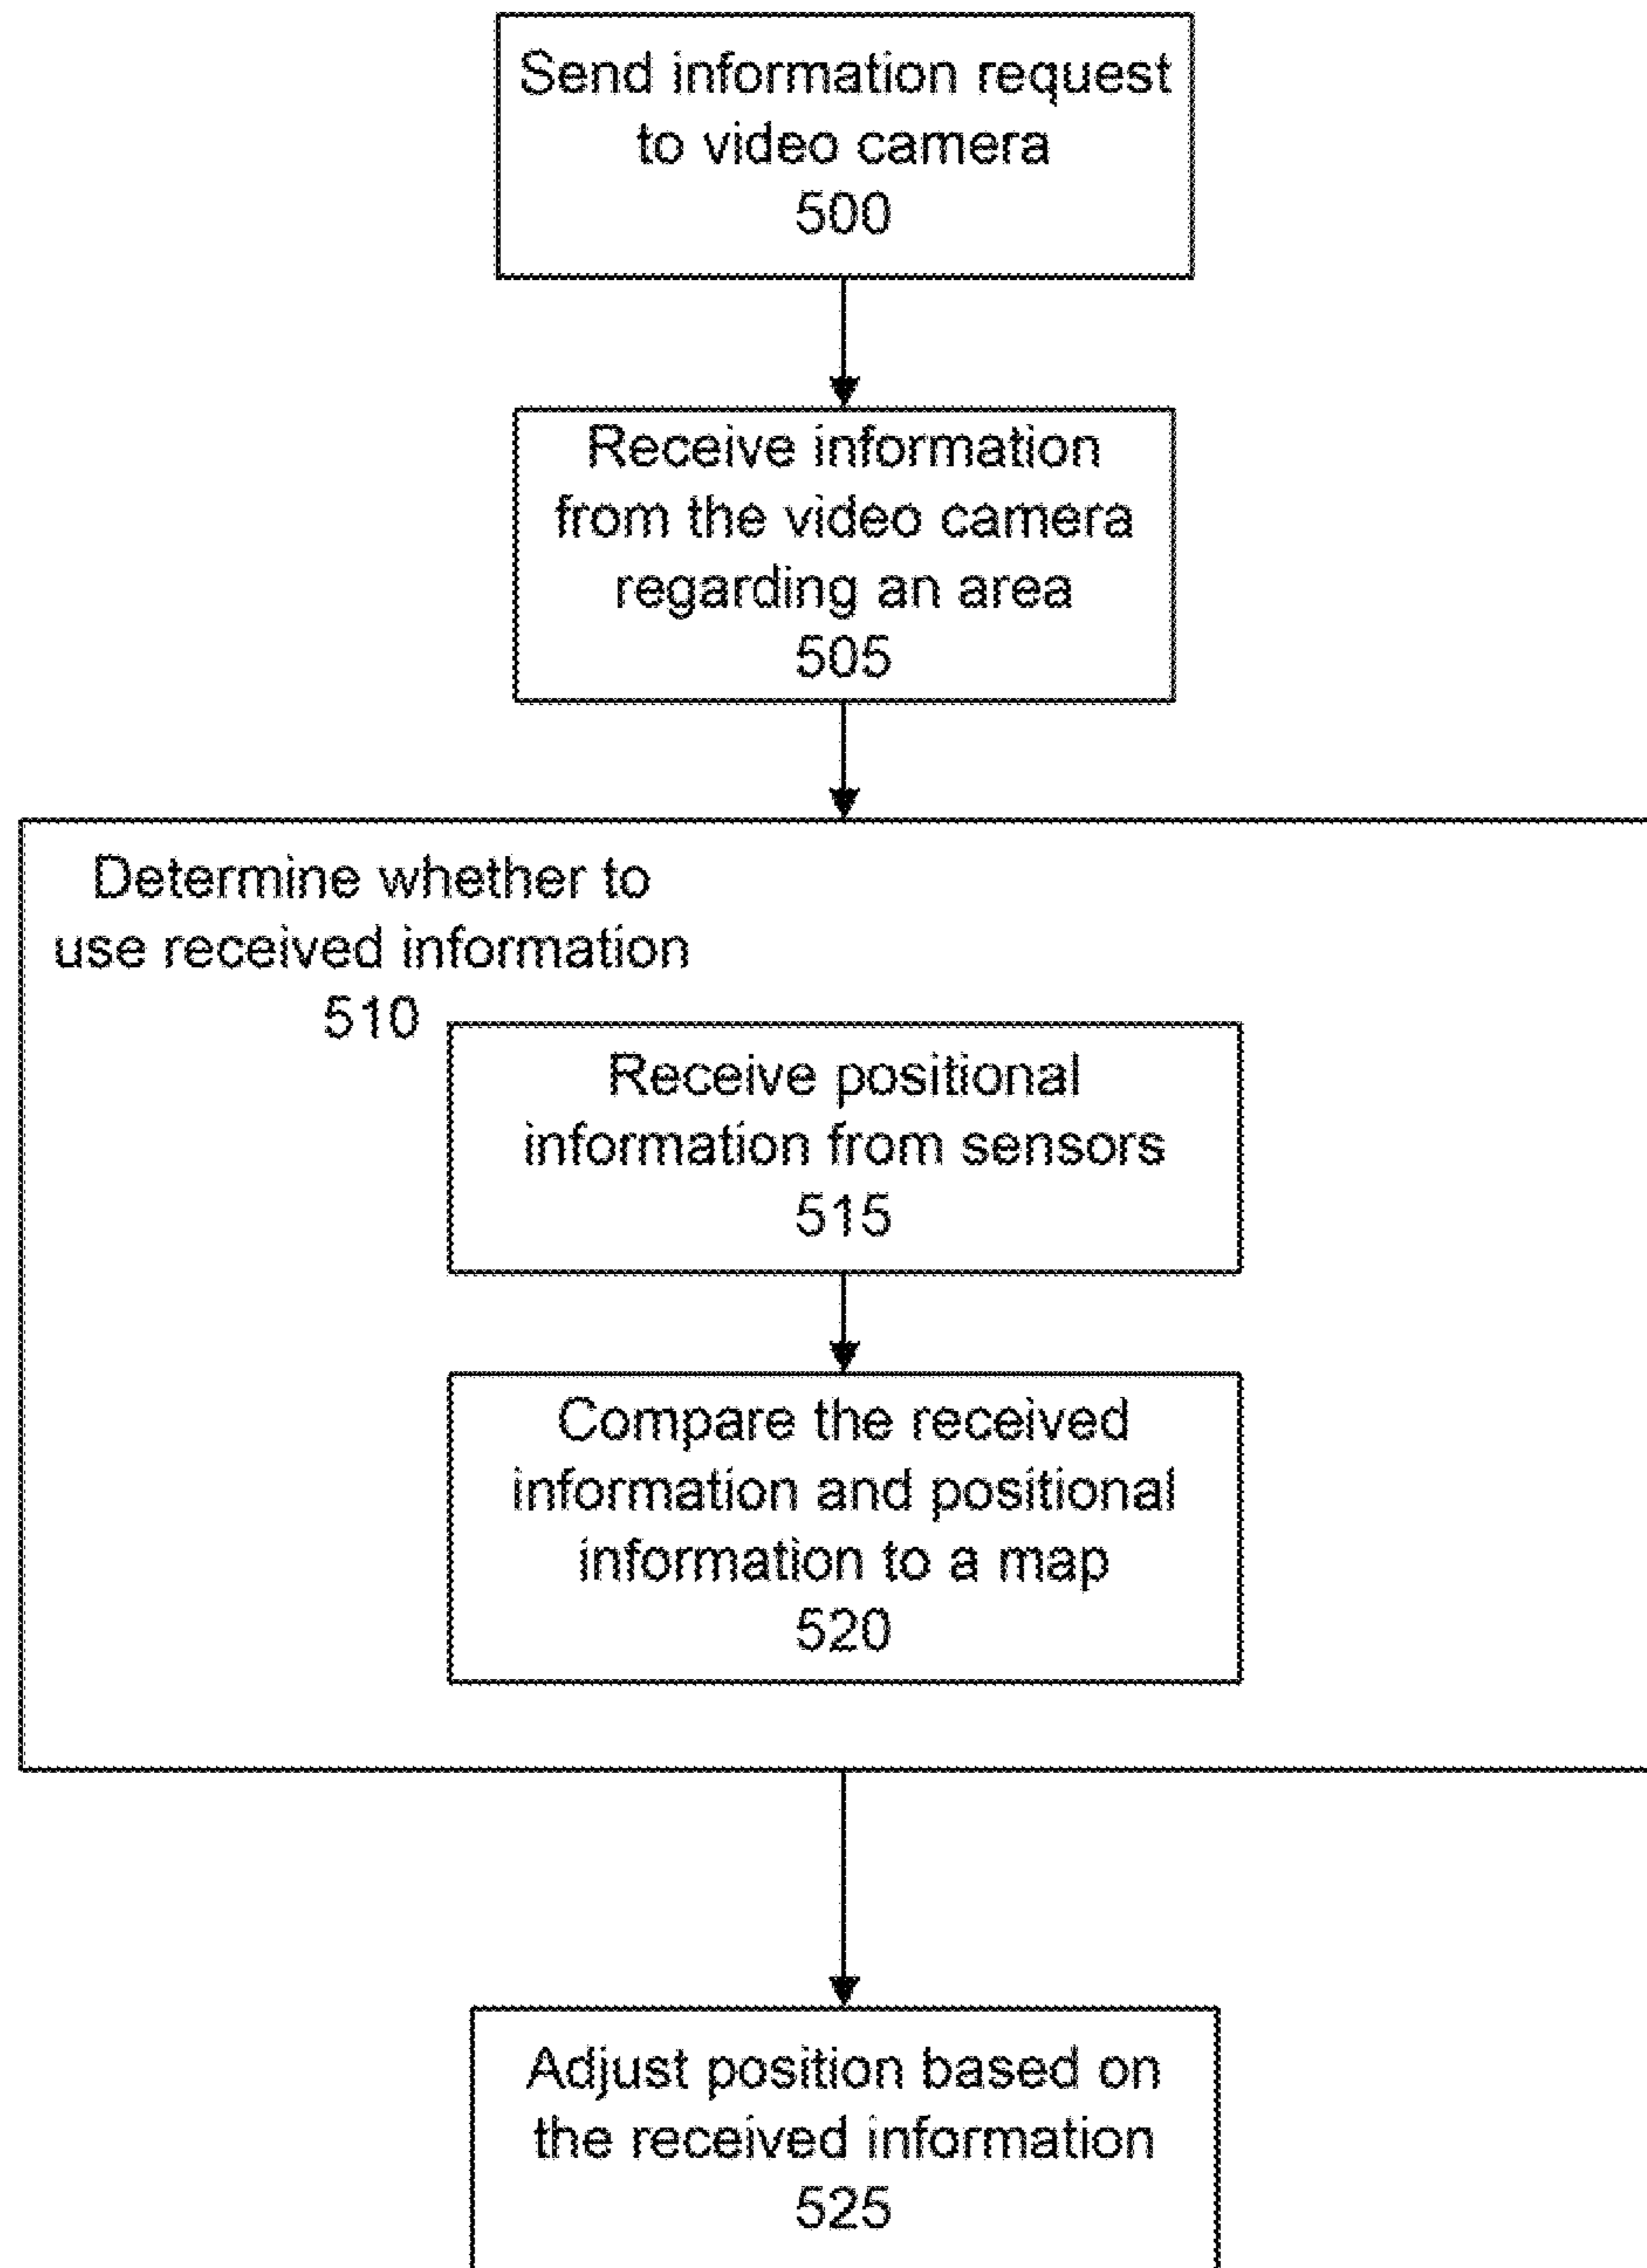 Send information request
to video camera
500
Receive information
from the video camera
regarding an area
505
Determine whether to
use received information
510
Receive positional
information from sensors
515
Compare the received
information and positional
information to a map
520
Adjust position based on
the received information
525